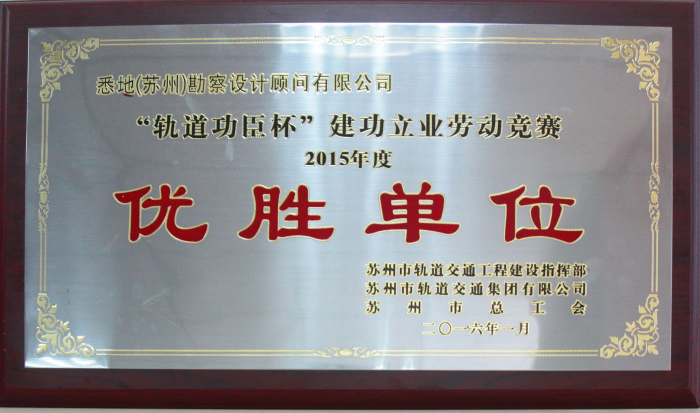 悉地(苏州)勘察设计顾问有限公司
“轨道功臣杯”建功立业劳动竞赛
2015年度
优胜单位
苏州市轨道交通工程建设指挥部
苏州市轨道交通集团有限公司
苏州市总工会
二〇一六年一月